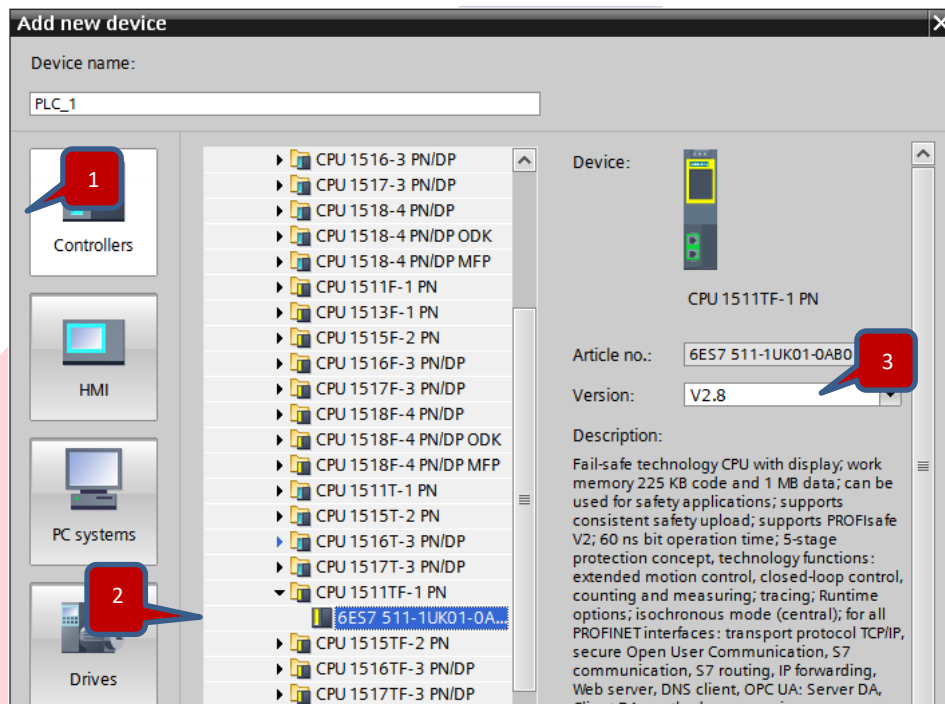 Add new device
Device name:
PLC_1
1
Controllers
HMI
PC systems
2
Drives
CPU 1516-3 PN/DP
CPU 1517-3 PN/DP
CPU 1518-4 PN/DP
CPU 1518-4 PN/DP ODK
CPU 1518-4 PN/DP MFP
CPU 1511F-1 PN
CPU 1513F-1 PN
CPU 1515F-2 PN
CPU 1516F-3 PN/DP
CPU 1517F-3 PN/DP
CPU 1518F-4 PN/DP
CPU 1518F-4 PN/DP ODK
CPU 1518F-4 PN/DP MFP
CPU 1511T-1 PN
CPU 1515T-2 PN
CPU 1516T-3 PN/DP
CPU 1517T-3 PN/DP
CPU 1511TF-1 PN
6ES7 511-1UK01-0A...
CPU 1515TF-2 PN
CPU 1516TF-3 PN/DP
CPU 1517TF-3 PN/DP
Device:
CPU 1511TF-1 PN
Article no.: 6ES7 511-1UK01-0AB0
3
Version: V2.8
Description:
Fail-safe technology CPU with display; work
memory 225 KB code and 1 MB data; can be
used for safety applications; supports
consistent safety upload; supports PROFIsafe
V2; 60 ns bit operation time; 5-stage
protection concept, technology functions:
extended motion control, closed-loop control,
counting and measuring; tracing; Runtime
options; isochronous mode (central); for all
PROFINET interfaces: transport protocol TCP/IP,
secure Open User Communication, S7
communication, S7 routing, IP forwarding,
Web server, DNS client, OPC UA: Server DA,